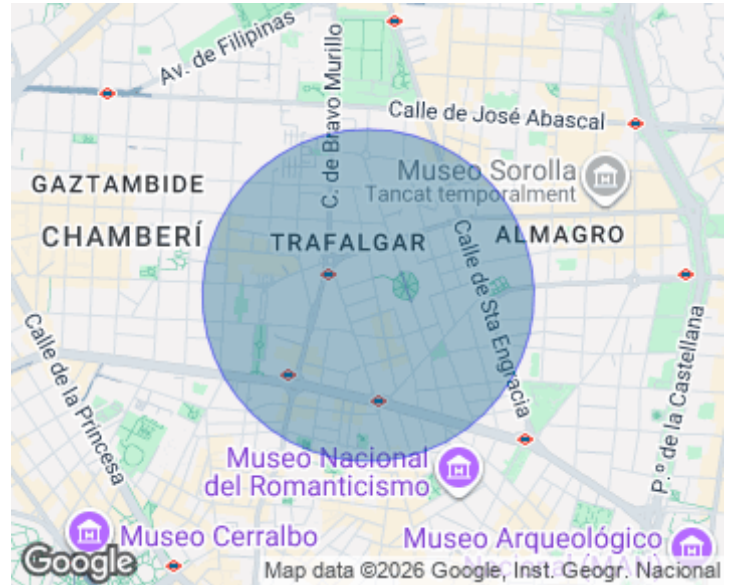 Av. de Filipinas
C. de Bravo Murillo
Calle de José Abascal
Museo Sorolla
Tancat temporalment
GAZTAMBIDE
CHAMBERÍ
TRAFALGAR
ALMAGRO
Calle de Sta Engracia
Calle de la Princesa
P.º de la Castellana
Museo Nacional
del Romanticismo
Museo Cerralbo
Museo Arqueológico
Google
Map data ©2026 Google, Inst. Geogr. Nacional